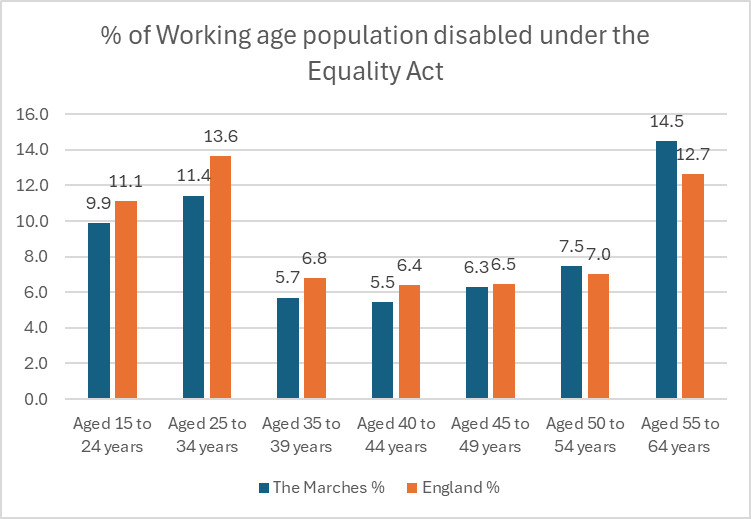 % of Working age population disabled under the
Equality Act
16.0
14.0
12.0
10.0
8.0
6.0
4.0
2.0
0.0
9.9
11.1
11.4
13.6
5.7
6.8
5.5
6.4
6.3
6.5
7.5
7.0
14.5
12.7
Aged 15 to
24 years
Aged 25 to
34 years
Aged 35 to
39 years
Aged 40 to
44 years
Aged 45 to
49 years
Aged 50 to
54 years
Aged 55 to
64 years
The Marches %
England %